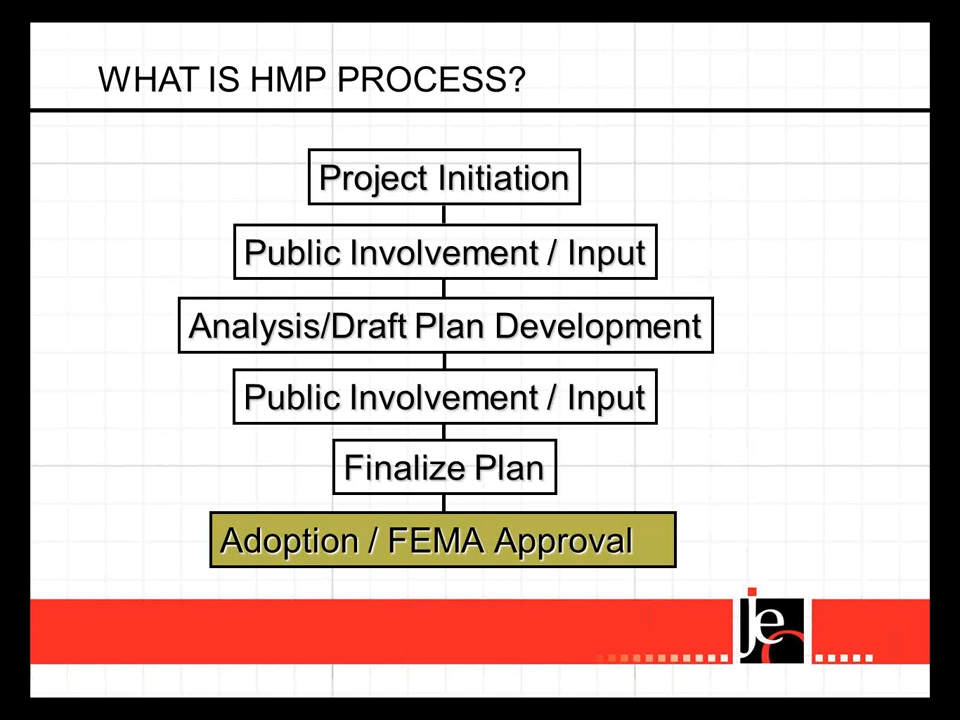 WHAT IS HMP PROCESS?
Project Initiation
Public Involvement / Input
Analysis/Draft Plan Development
Public Involvement / Input
Finalize Plan
Adoption / FEMA Approval
jeo